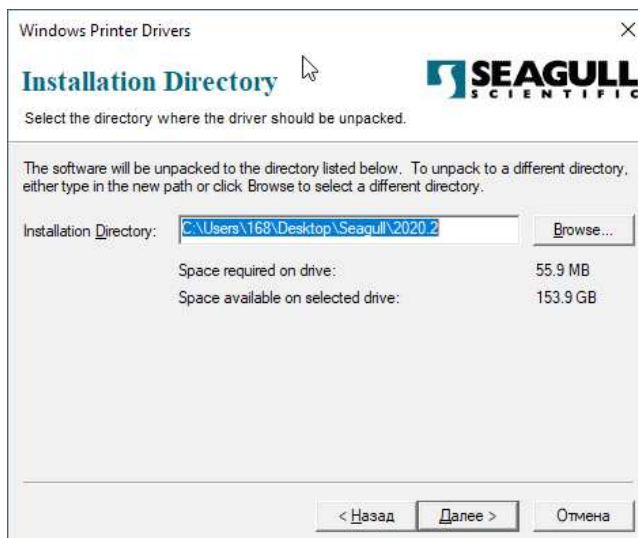 Windows Printer Drivers
Installation Directory
SEAGULL
SCIENTIFIC
Select the directory where the driver should be unpacked.
The software will be unpacked to the directory listed below. To unpack to a different directory,
either type in the new path or click Browse to select a different directory.
Installation Directory: C:\Users\168\Desktop\Seagull\2020.2 Browse...
Space required on drive: 55.9 MB
Space available on selected drive: 153.9 GB
< Назад Далее > Отмена